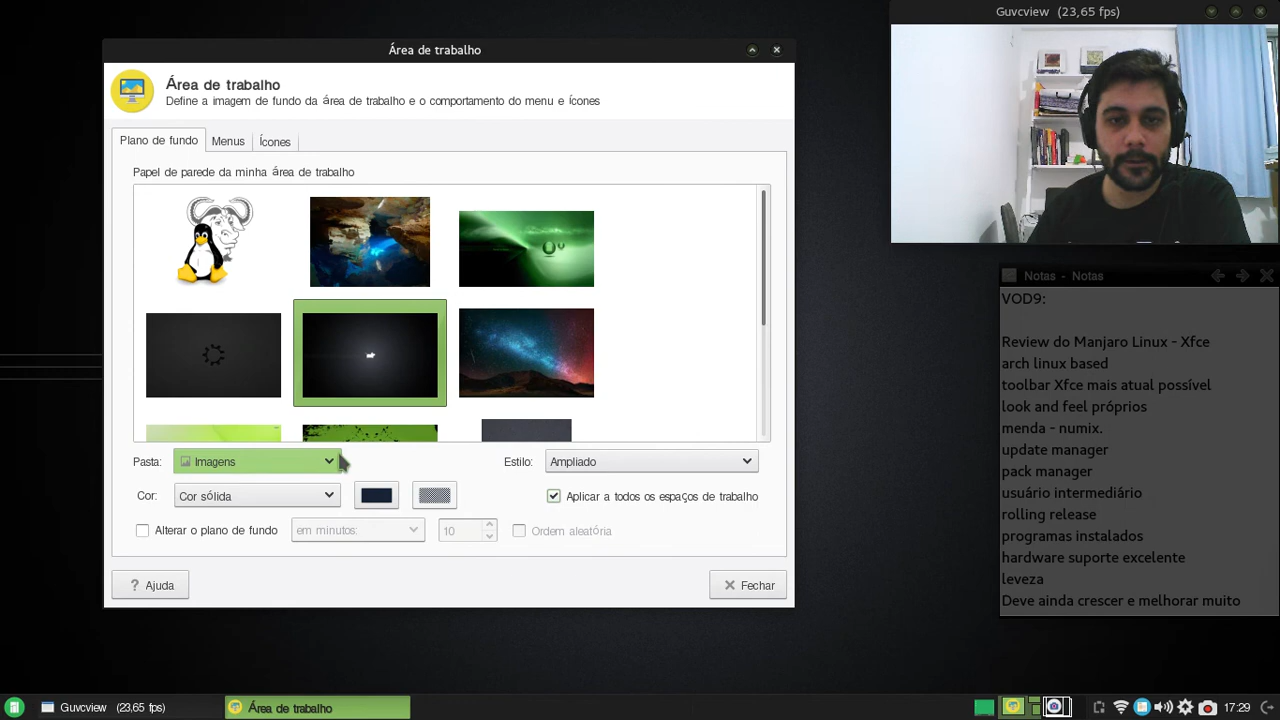 Guvcview (23,65 fps)
Área de trabalho
Área de trabalho
Define a imagem de fundo da área de trabalho e o comportamento do menu e ícones
Plano de fundo
Menus
Ícones
Papel de parede da minha área de trabalho
Pasta:
Imagens
Estilo:
Ampliado
Cor:
Cor sólida
Aplicar a todos os espaços de trabalho
Alterar o plano de fundo
em minutos:
10
Ordem aleatória
? Ajuda
Fechar
Notas - Notas
VOD9:
Review do Manjaro Linux - Xfce
arch linux based
toolbar Xfce mais atual possível
look and feel próprios
menda - numix.
update manager
pack manager
usuário intermediário
rolling release
programas instalados
hardware suporte excelente
leveza
Deve ainda crescer e melhorar muito
Guvcview (23,65 fps)
Área de trabalho
17:29